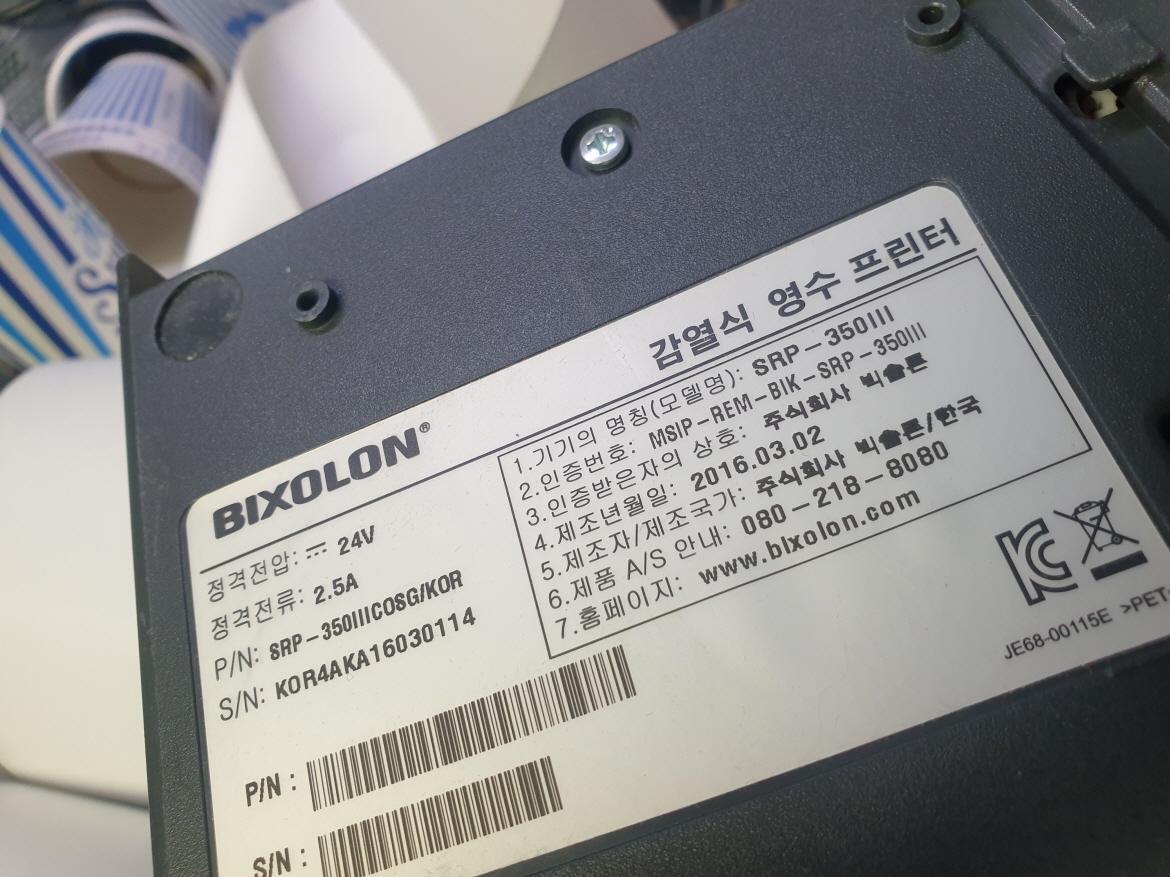 감열식 영수 프린터
BIXOLON®
정격전압: ⎓ 24V
정격전류: 2.5A
P/N: SRP-350IIICOSG/KOR
S/N: KOR4AKA16030114
1.기기의 명칭(모델명): SRP-350III
2.인증번호: MSIP-REM-BIK-SRP-350III
3.인증받은자의 상호: 주식회사 빅솔론
4.제조년월일: 2016.03.02
5.제조자/제조국가: 주식회사 빅솔론/한국
6.제품 A/S 안내: 080-218-8080
7.홈페이지: www.bixolon.com
JE68-00115E >PET<
P/N :
S/N :